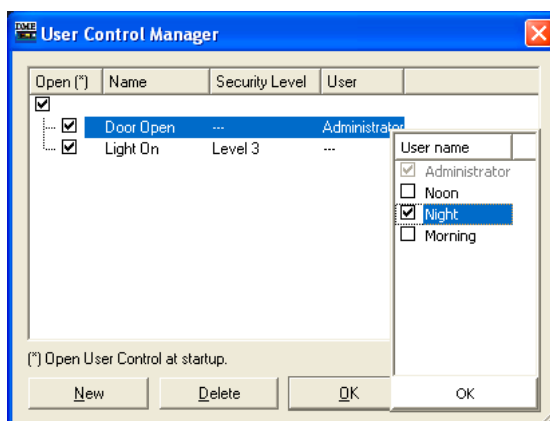 DME User Control Manager
Open (*) Name Security Level User
Door Open --- Administrator
Light On Level 3 ---
User name
Administrator
Noon
Night
Morning
(*) Open User Control at startup.
New Delete OK OK